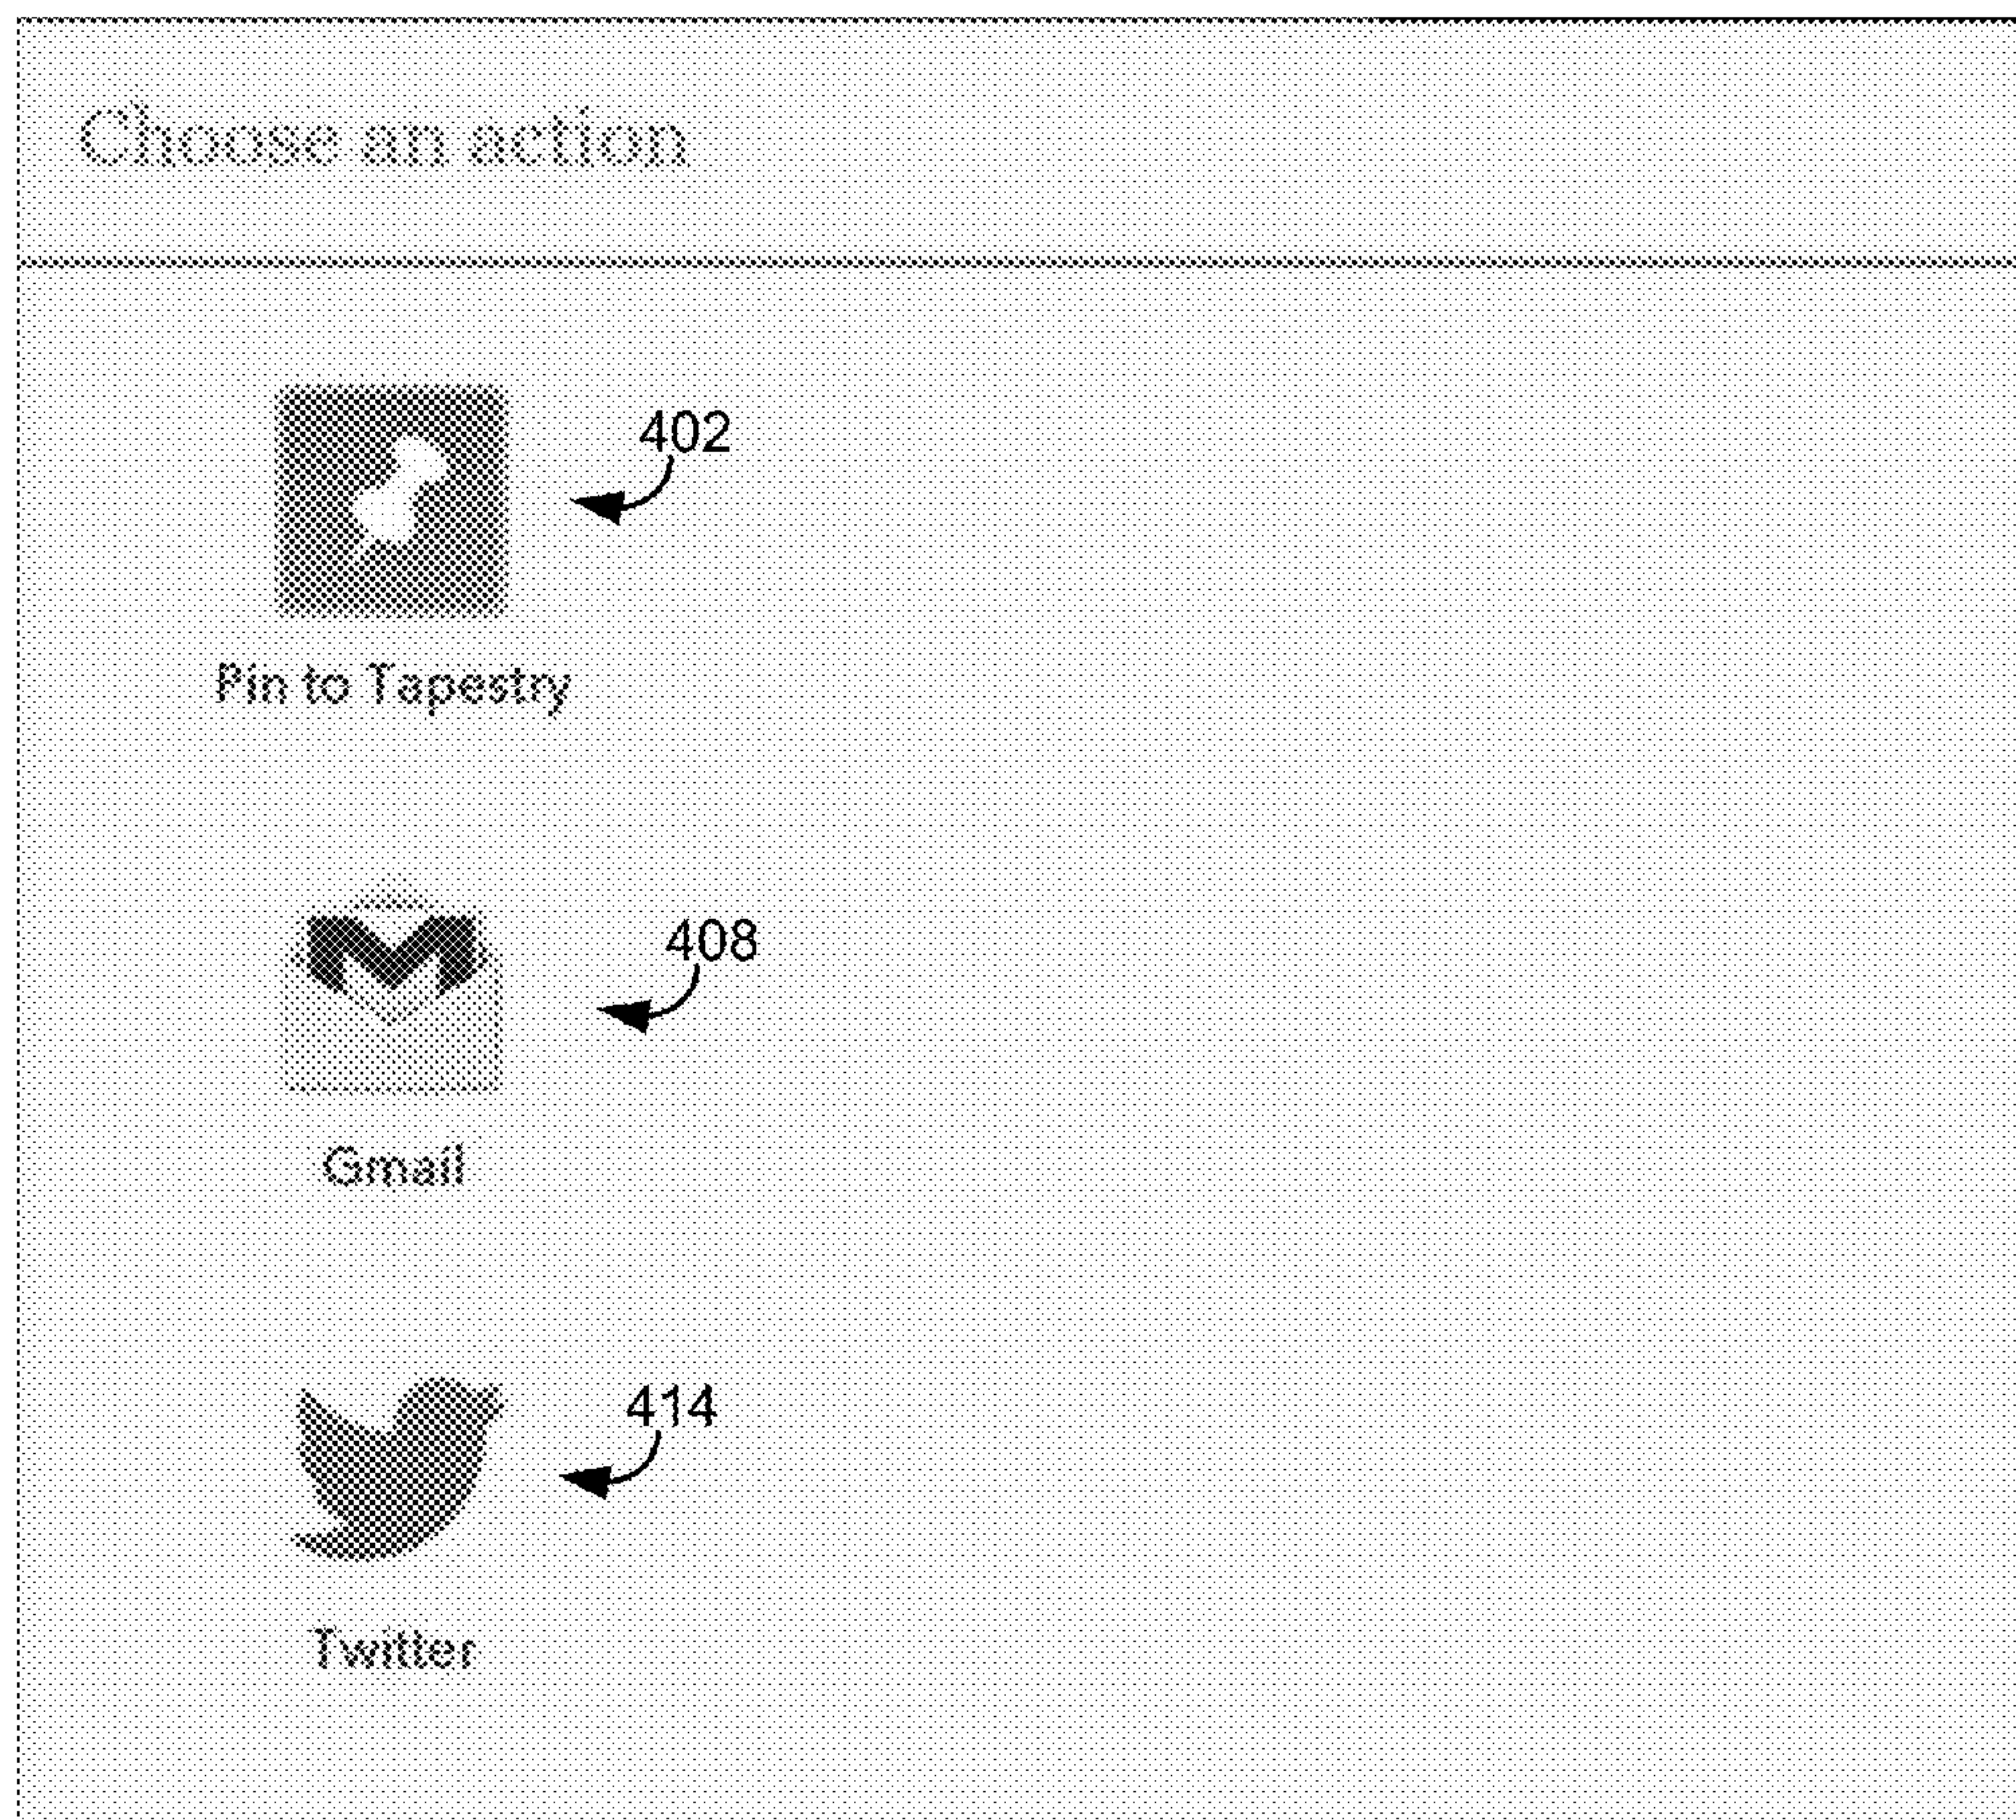 Choose an action
402
Pin to Tapestry
408
Gmail
414
Twitter